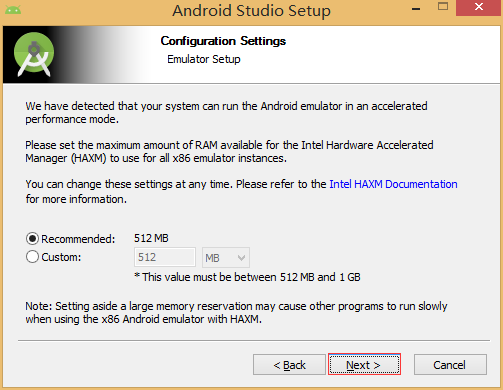 Android Studio Setup
Configuration Settings
Emulator Setup
We have detected that your system can run the Android emulator in an accelerated
performance mode.
Please set the maximum amount of RAM available for the Intel Hardware Accelerated
Manager (HAXM) to use for all x86 emulator instances.
You can change these settings at any time. Please refer to the Intel HAXM Documentation
for more information.
Recommended: 512 MB
Custom: 512 MB
* This value must be between 512 MB and 1 GB
Note: Setting aside a large memory reservation may cause other programs to run slowly
when using the x86 Android emulator with HAXM.
< Back Next > Cancel